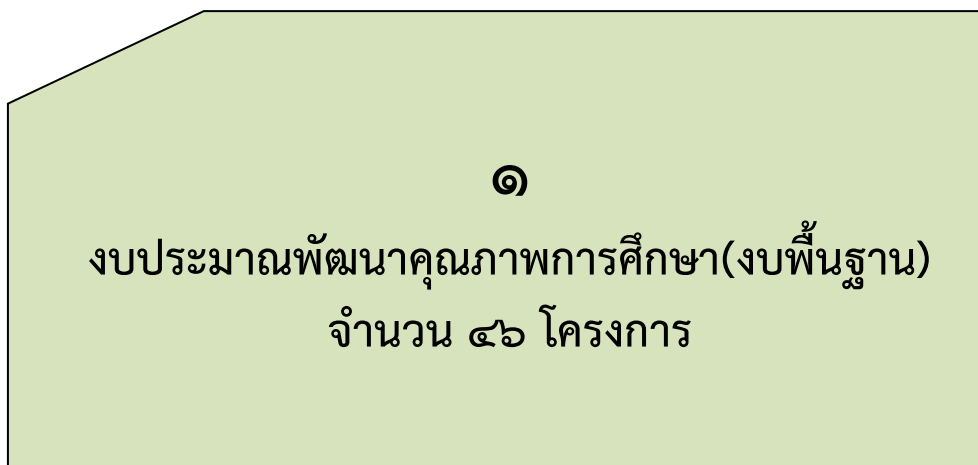 ๑
งบประมาณพัฒนาคุณภาพการศึกษา(งบพื้นฐาน)
จำนวน ๔๖ โครงการ